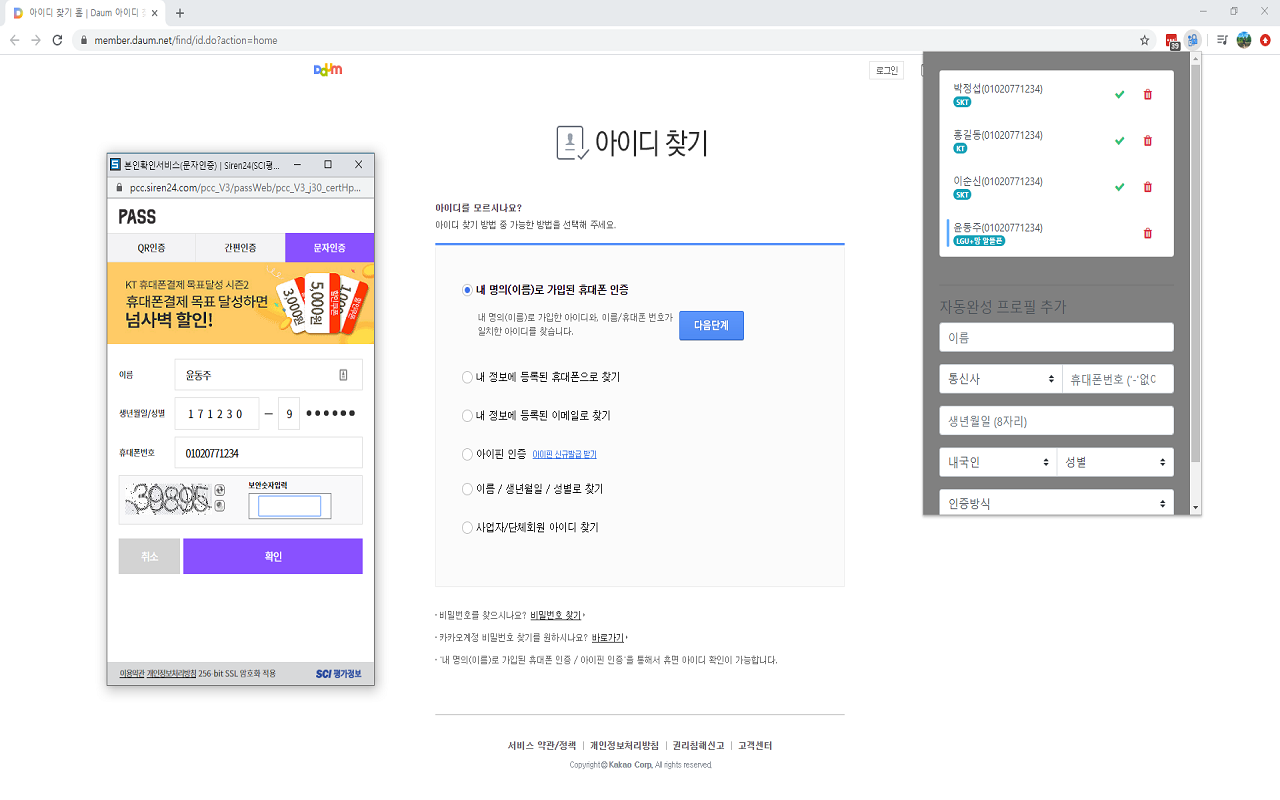 아이디 찾기 홈 | Daum 아이디 찾
member.daum.net/find/id.do?action=home
39
Daum
로그인
아이디 찾기
아이디를 모르시나요?
아이디 찾기 방법 중 가능한 방법을 선택해 주세요.
내 명의(이름)로 가입된 휴대폰 인증
내 명의(이름)로 가입한 아이디와, 이름/휴대폰 번호가
일치한 아이디를 찾습니다.
다음단계
내 정보에 등록된 휴대폰으로 찾기
내 정보에 등록된 이메일로 찾기
아이핀 인증 아이핀 신규발급 받기
이름 / 생년월일 / 성별로 찾기
사업자/단체회원 아이디 찾기
· 비밀번호를 찾으시나요? 비밀번호 찾기
· 카카오계정 비밀번호 찾기를 원하시나요? 바로가기
· '내 명의(이름)로 가입된 휴대폰 인증 / 아이핀 인증'을 통해서 휴면 아이디 확인이 가능합니다.
서비스 약관/정책 | 개인정보처리방침 | 권리침해신고 | 고객센터
Copyright © Kakao Corp. All rights reserved.
S 본인확인서비스(문자인증) | Siren24(SCI평...
pcc.siren24.com/pcc_V3/passWeb/pcc_V3_j30_certHp...
PASS
QR인증
간편인증
문자인증
KT 휴대폰결제 목표달성 시즌2
휴대폰결제 목표 달성하면
넘사벽 할인!
3,000원
5,000원
이름
윤동주
생년월일/성별
171230 – 9 ●●●●●●
휴대폰번호
01020771234
39895
보안숫자입력
취소
확인
이용약관 개인정보처리방침 256 bit SSL 암호화 적용
SCI 평가정보
박정섭(01020771234)
SKT
홍길동(01020771234)
KT
이순신(01020771234)
SKT
윤동주(01020771234)
LGU+망 알뜰폰
자동완성 프로필 추가
이름
통신사
휴대폰번호 ('-'없이
생년월일 (8자리)
내국인
성별
인증방식